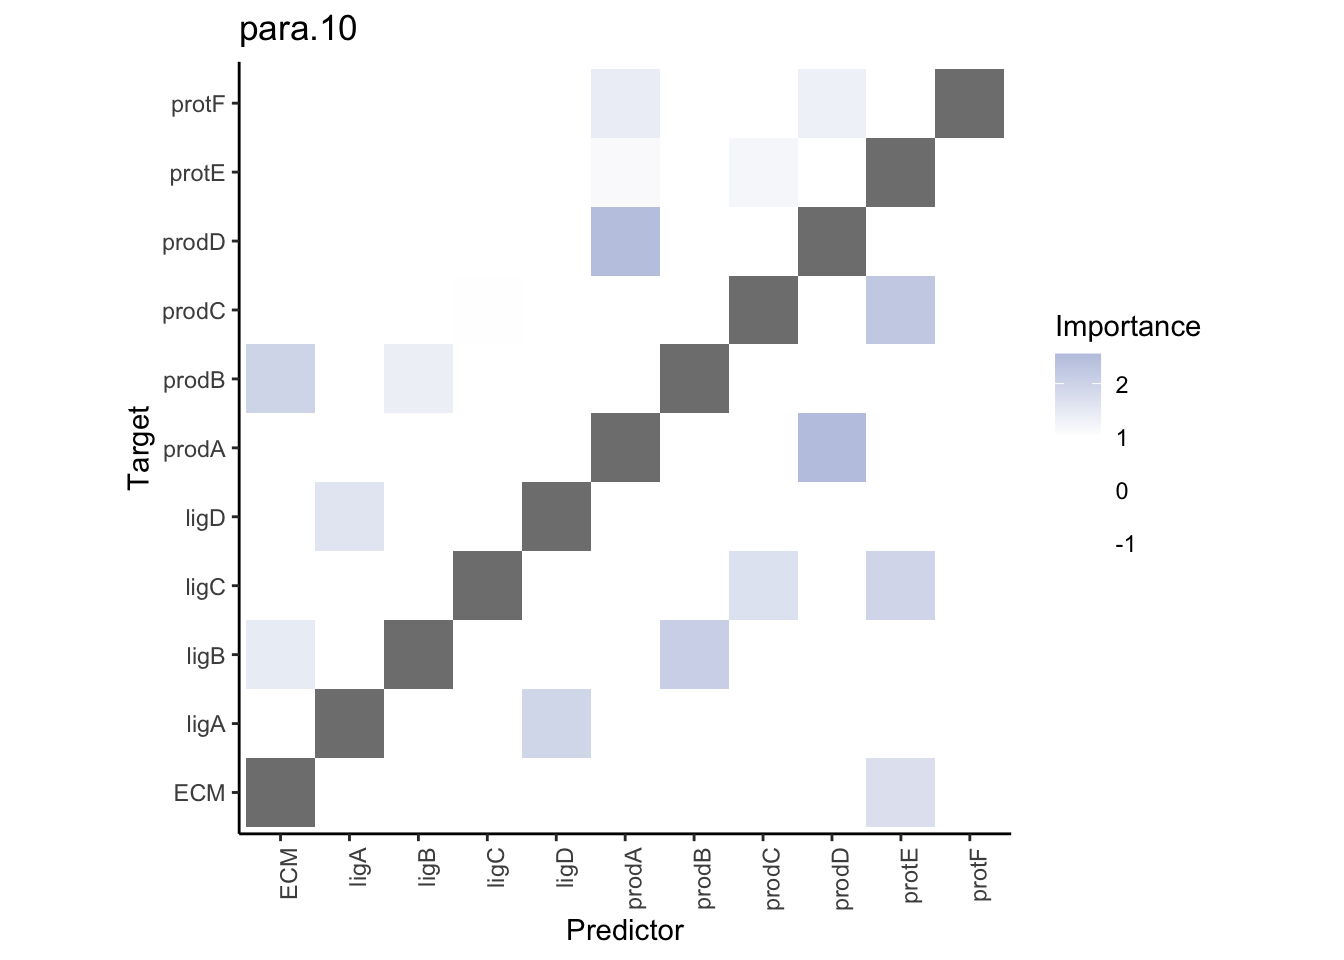 para.10
protF
protE
prodD
prodC
prodB
prodA
ligD
ligC
ligB
ligA
ECM
Target
ECM
ligA
ligB
ligC
ligD
prodA
prodB
prodC
prodD
protE
protF
Predictor
Importance
2
1
0
-1